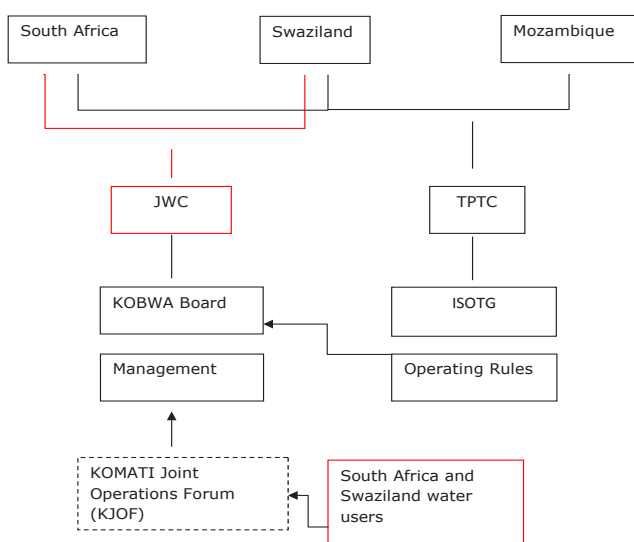 South Africa
Swaziland
Mozambique
JWC
TPTC
KOBWA Board
ISOTG
Management
Operating Rules
KOMATI Joint
Operations Forum
(KJOF)
South Africa and
Swaziland water
users